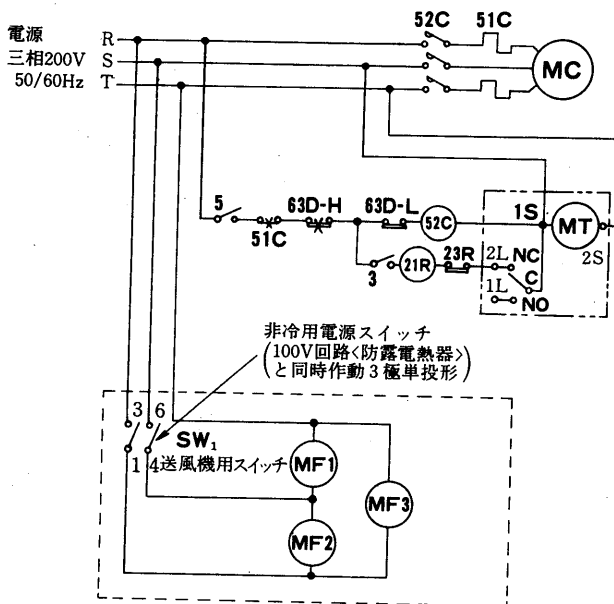 電源
三相200V
50/60Hz
R
S
T
52C 51C
MC
5
51C
63D-H
63D-L
52C
3
21R
23R
1S
MT
2S
2L NC
C
1L
NO
非冷用電源スイッチ
(100V回路<防露電熱器>
と同時作動3極単投形)
3 6
SW₁
1 4 送風機用スイッチ
MF1
MF2
MF3